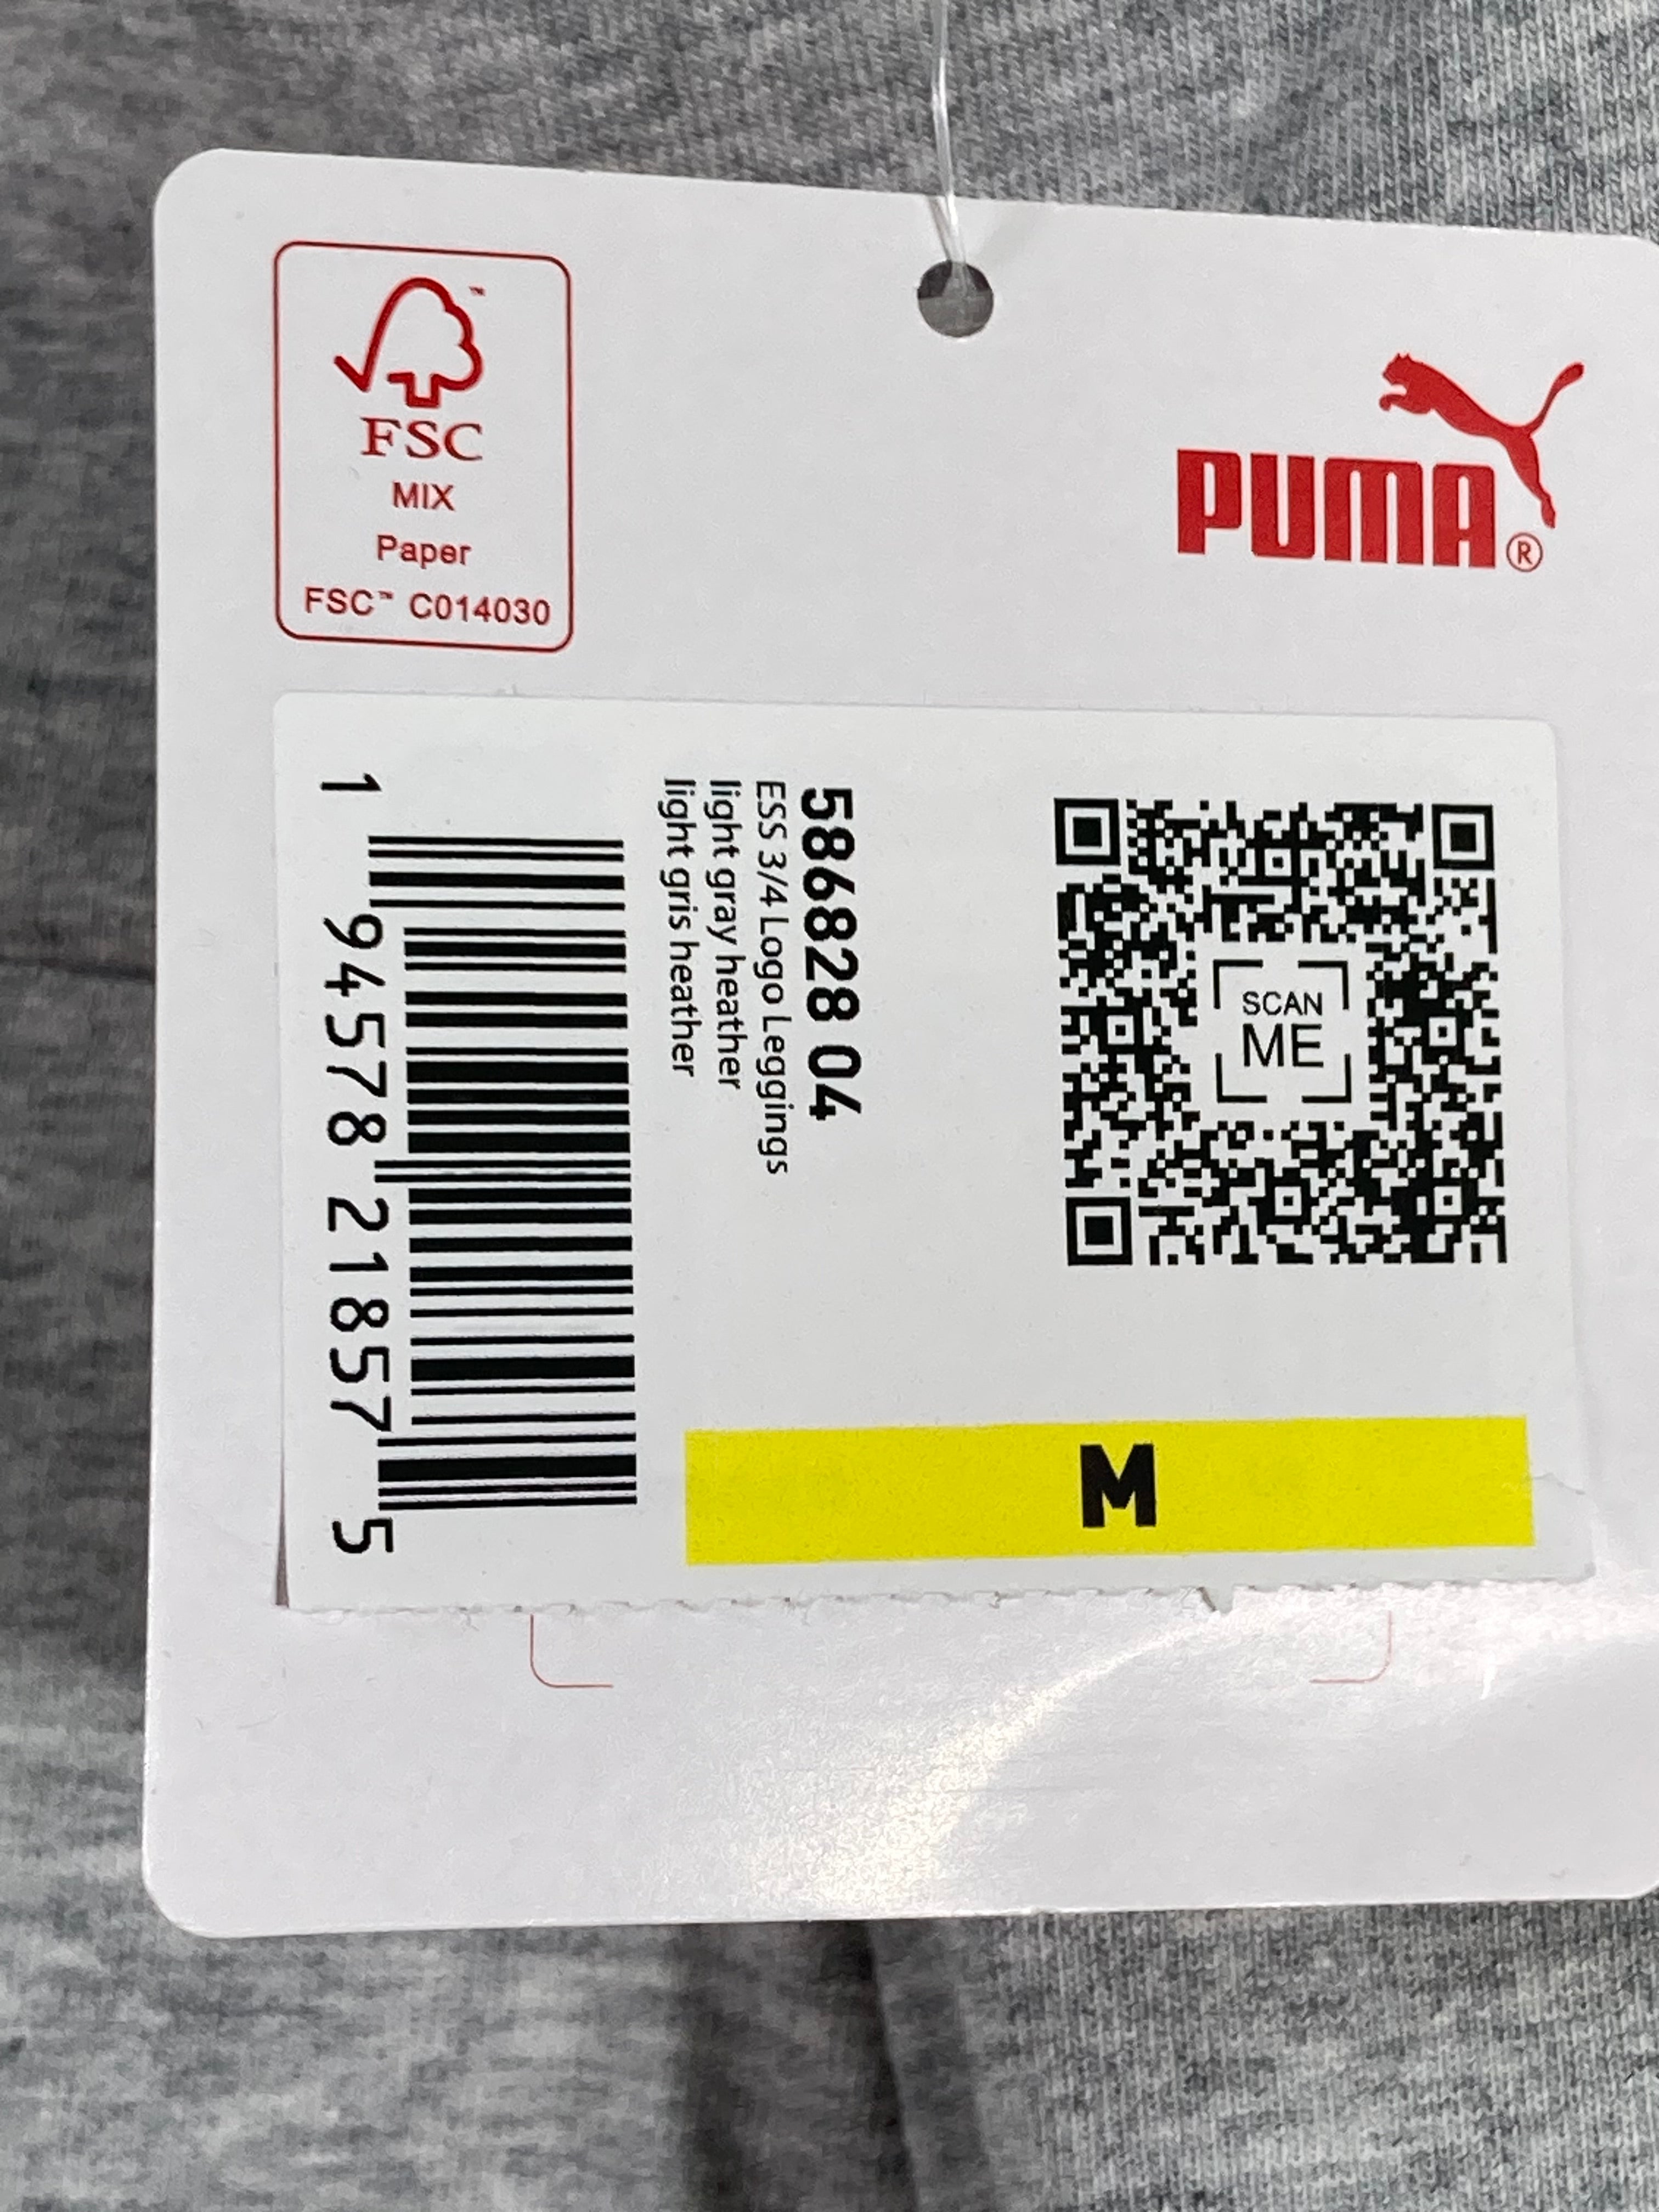 ™
FSC
MIX
Paper
FSC™ C014030
PUMA®
SCAN
ME
586828 04
ESS 3/4 Logo Leggings
light gray heather
light gris heather
1 94578 21857 5
M